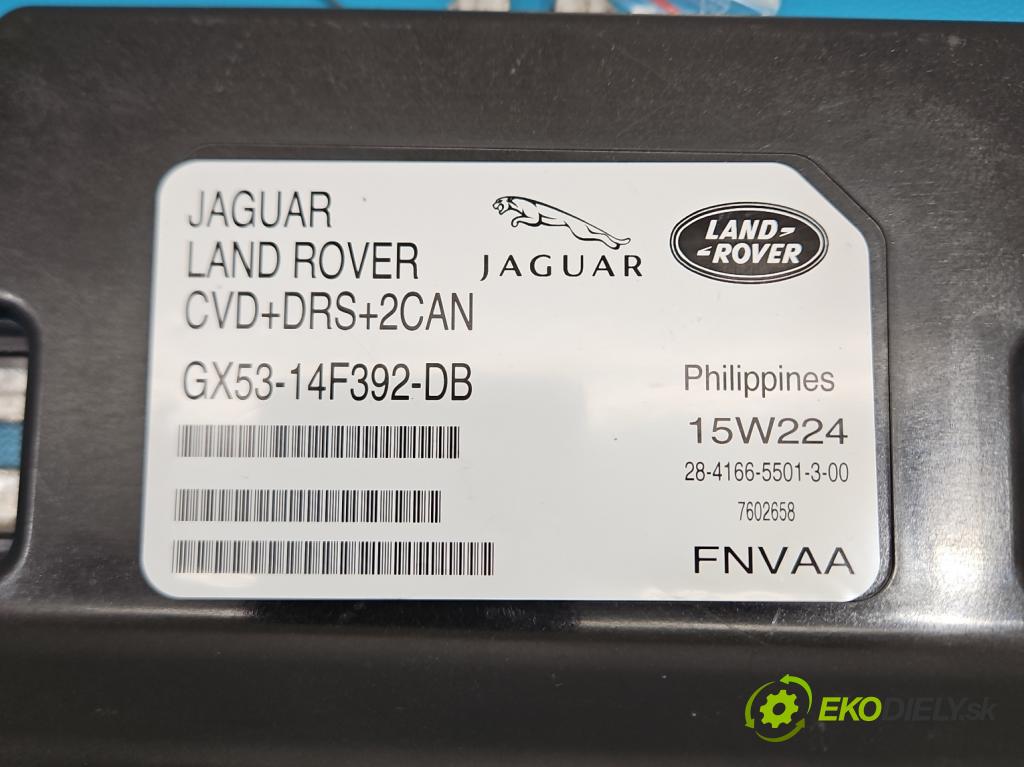 JAGUAR
LAND ROVER
CVD+DRS+2CAN
GX53-14F392-DB
JAGUAR
LAND-
-ROVER
Philippines
15W224
28-4166-5501-3-00
7602658
FNVAA
EKODIELY.sk